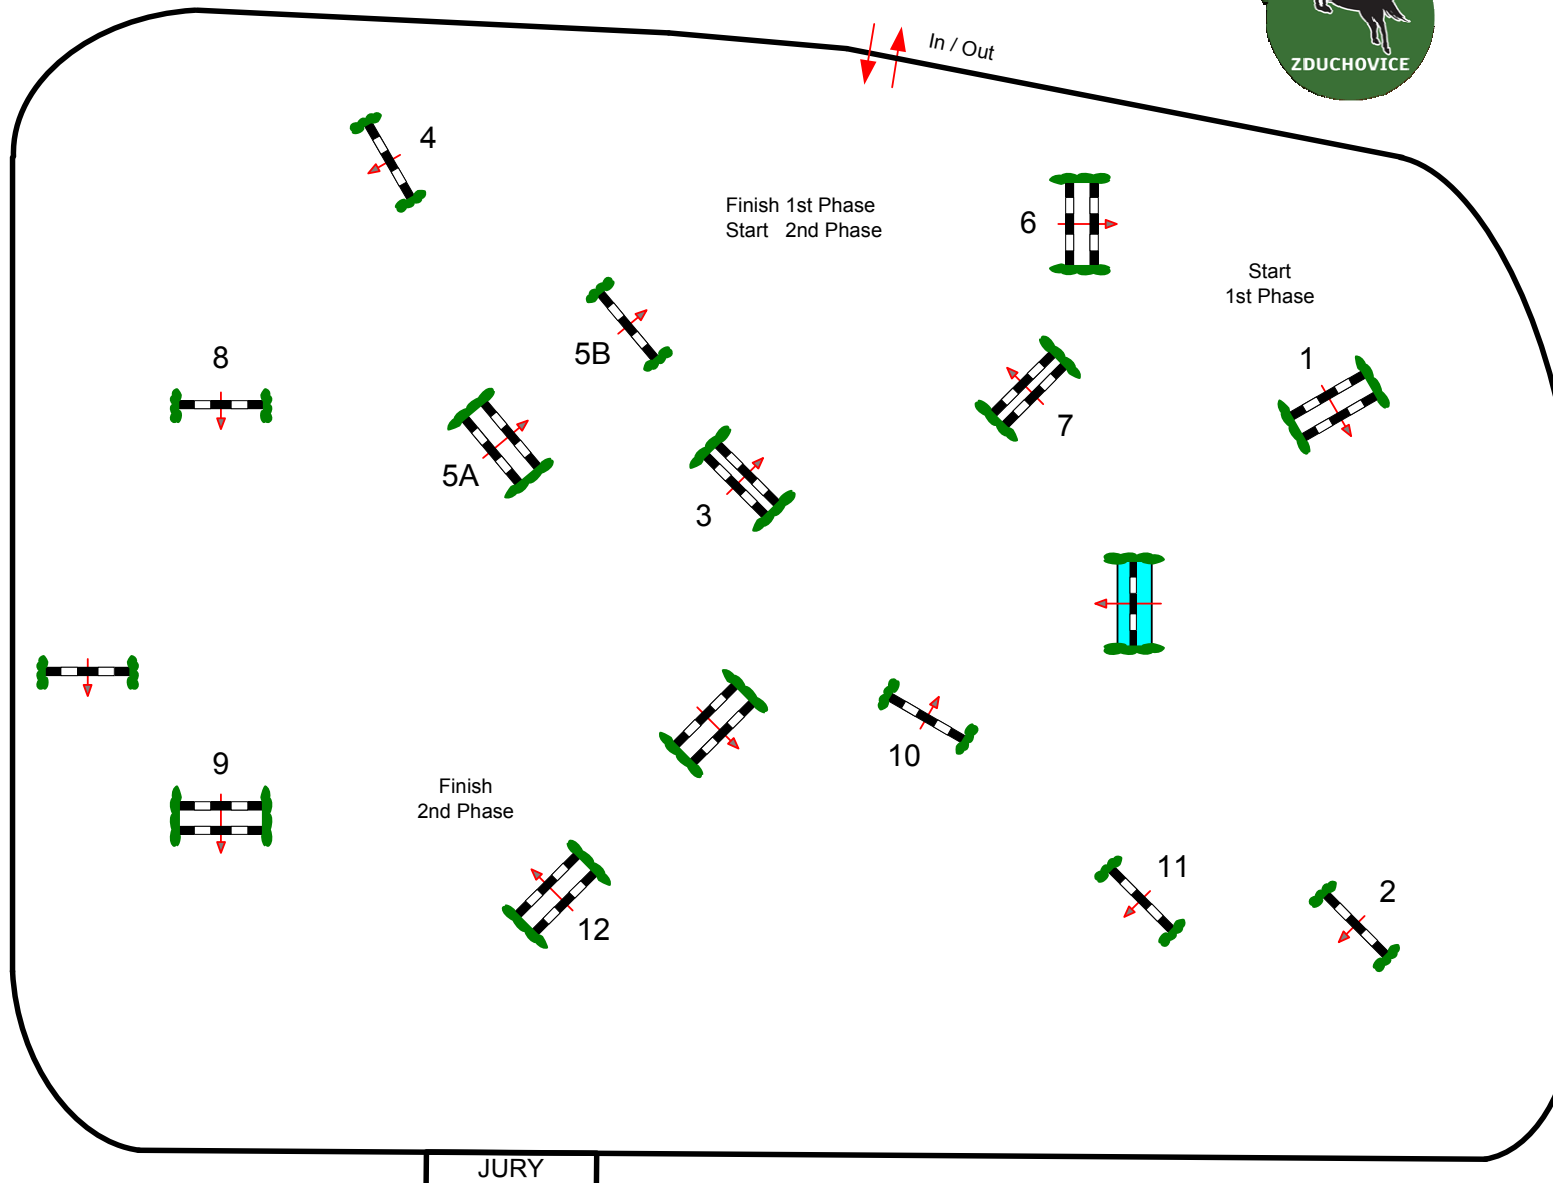 In / Out
ZDUCHOVICE
4
Finish 1st Phase
Start 2nd Phase
6
Start
1st Phase
5B
8
1
7
5A
3
10
9
Finish
2nd Phase
11
2
12
JURY